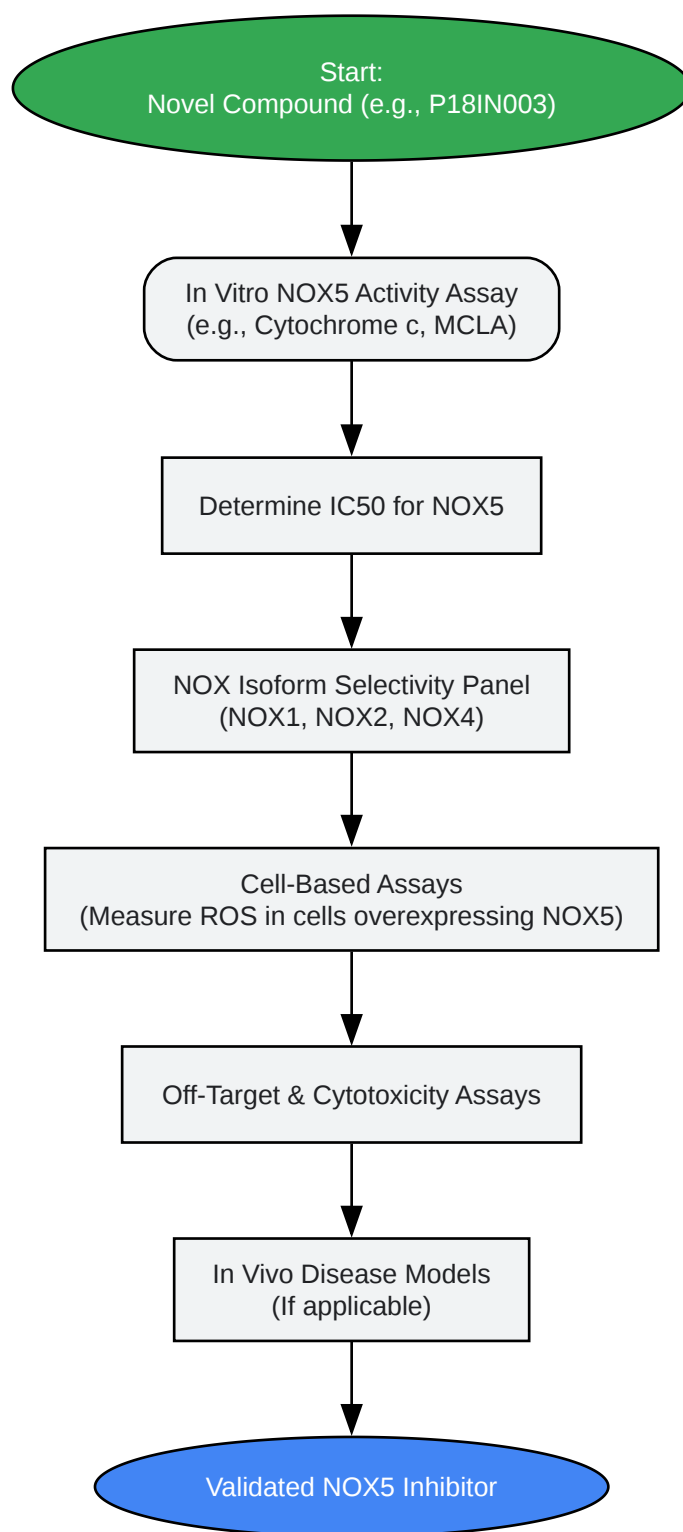 Start:
Novel Compound (e.g., P18IN003)
In Vitro NOX5 Activity Assay
(e.g., Cytochrome c, MCLA)
Determine IC50 for NOX5
NOX Isoform Selectivity Panel
(NOX1, NOX2, NOX4)
Cell-Based Assays
(Measure ROS in cells overexpressing NOX5)
Off-Target & Cytotoxicity Assays
In Vivo Disease Models
(If applicable)
Validated NOX5 Inhibitor